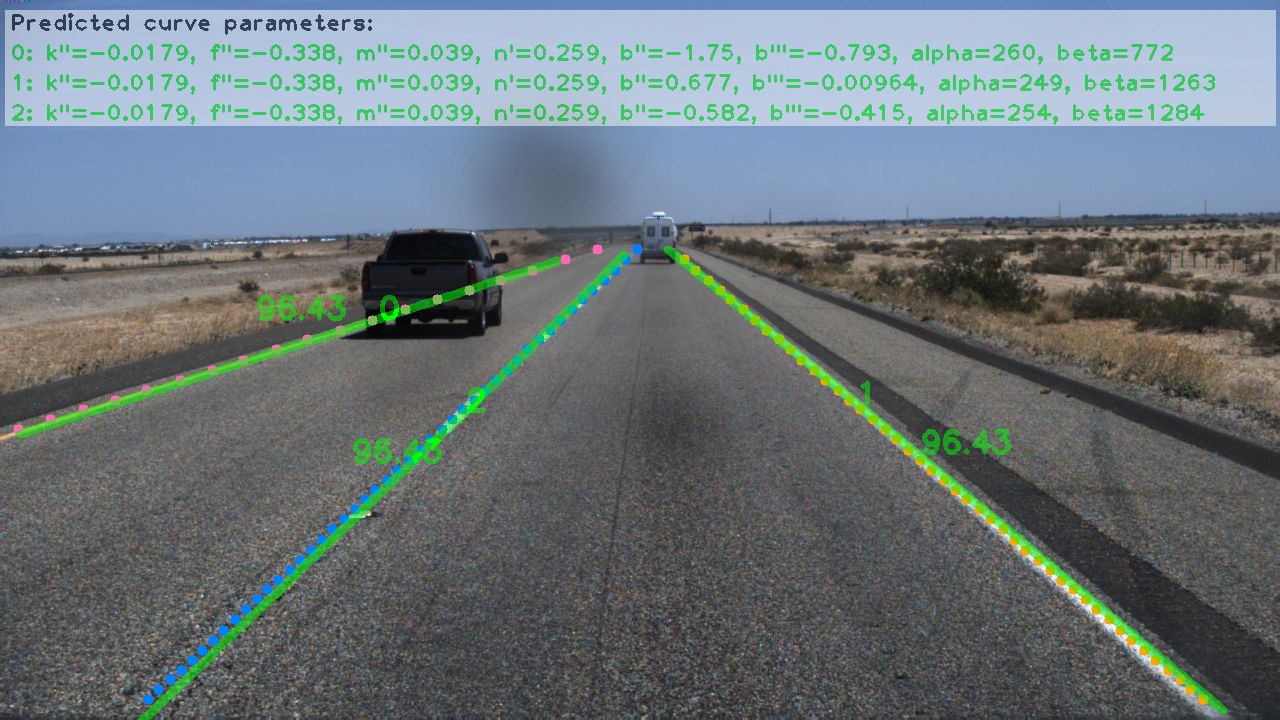 Predicted curve parameters:
0: k''=-0.0179, f''=-0.338, m''=0.039, n'=0.259, b''=-1.75, b'''=-0.793, alpha=260, beta=772
1: k''=-0.0179, f''=-0.338, m''=0.039, n'=0.259, b''=0.677, b'''=-0.00964, alpha=249, beta=1263
2: k''=-0.0179, f''=-0.338, m''=0.039, n'=0.259, b''=-0.582, b'''=-0.415, alpha=254, beta=1284
96.43 0
2 1
96.43 96.43